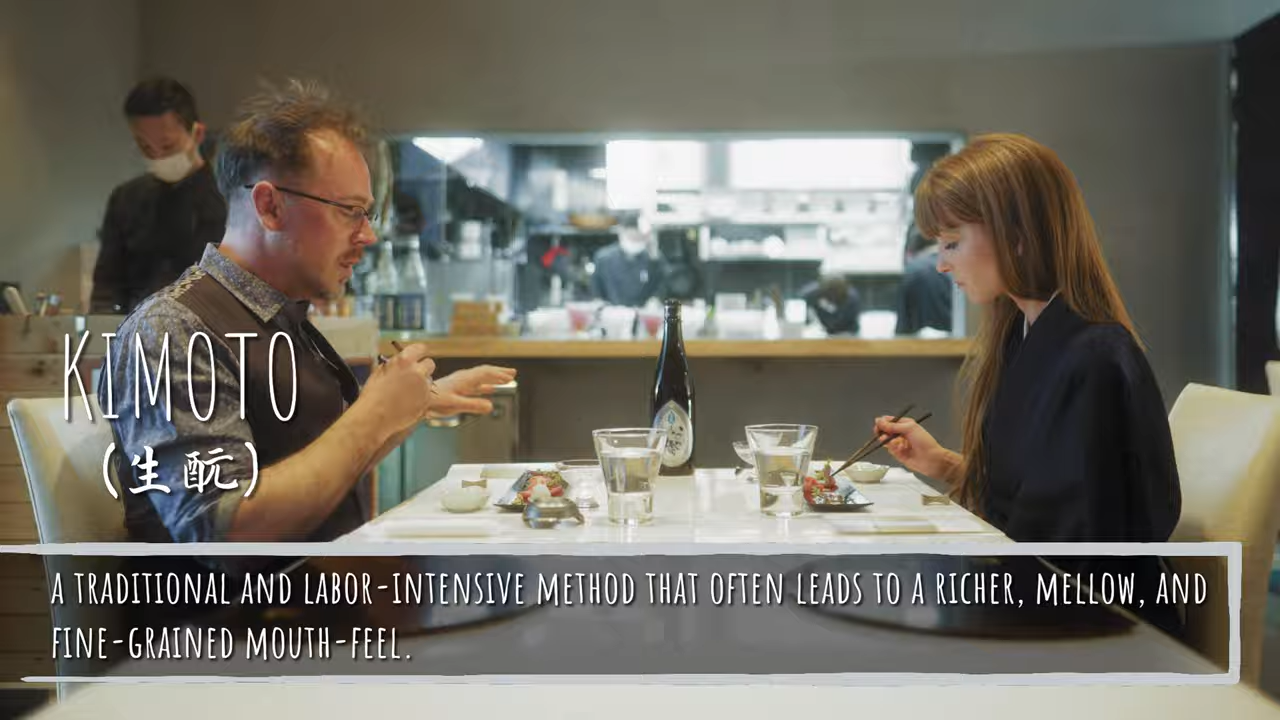 KIMOTO
(生酛)
A TRADITIONAL AND LABOR-INTENSIVE METHOD THAT OFTEN LEADS TO A RICHER, MELLOW, AND
FINE-GRAINED MOUTH-FEEL.